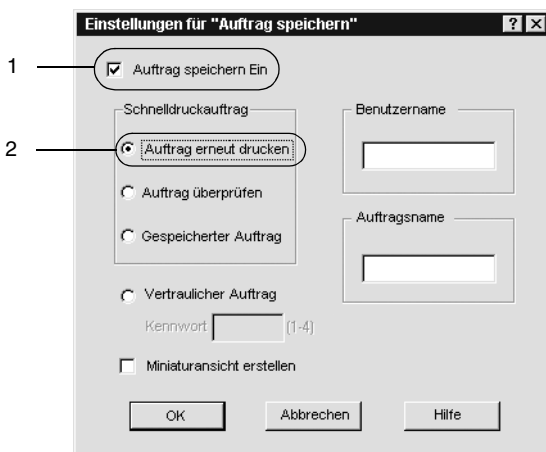 Einstellungen für "Auftrag speichern" ? ×
1 Auftrag speichern Ein
Schnelldruckauftrag
2 Auftrag erneut drucken
Auftrag überprüfen
Gespeicherter Auftrag
Benutzername
Auftragsname
Vertraulicher Auftrag
Kennwort (1-4)
Miniaturansicht erstellen
OK Abbrechen Hilfe